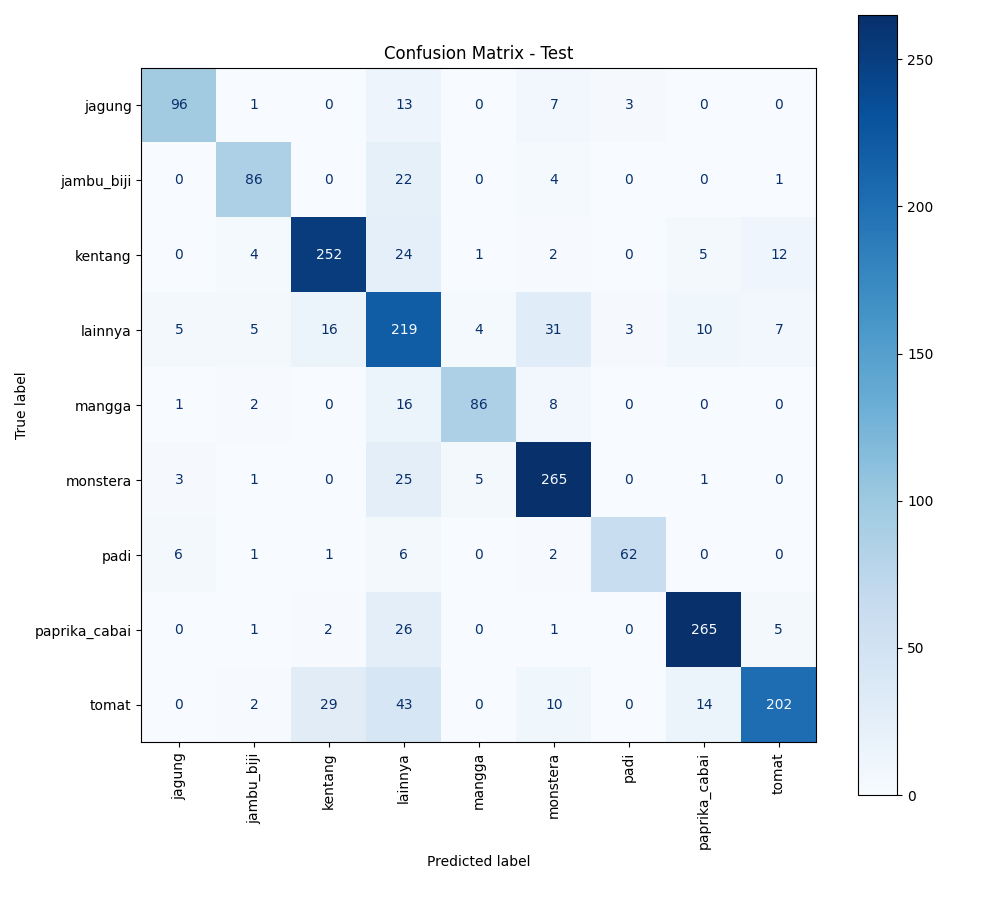 Confusion Matrix - Test
jagung 96 1 0 13 0 7 3 0 0
jambu_biji 0 86 0 22 0 4 0 0 1
kentang 0 4 252 24 1 2 0 5 12
lainnya 5 5 16 219 4 31 3 10 7
mangga 1 2 0 16 86 8 0 0 0
monstera 3 1 0 25 5 265 0 1 0
padi 6 1 1 6 0 2 62 0 0
paprika_cabai 0 1 2 26 0 1 0 265 5
tomat 0 2 29 43 0 10 0 14 202
True label
jagung jambu_biji kentang lainnya mangga monstera padi paprika_cabai tomat
Predicted label
250
200
150
100
50
0